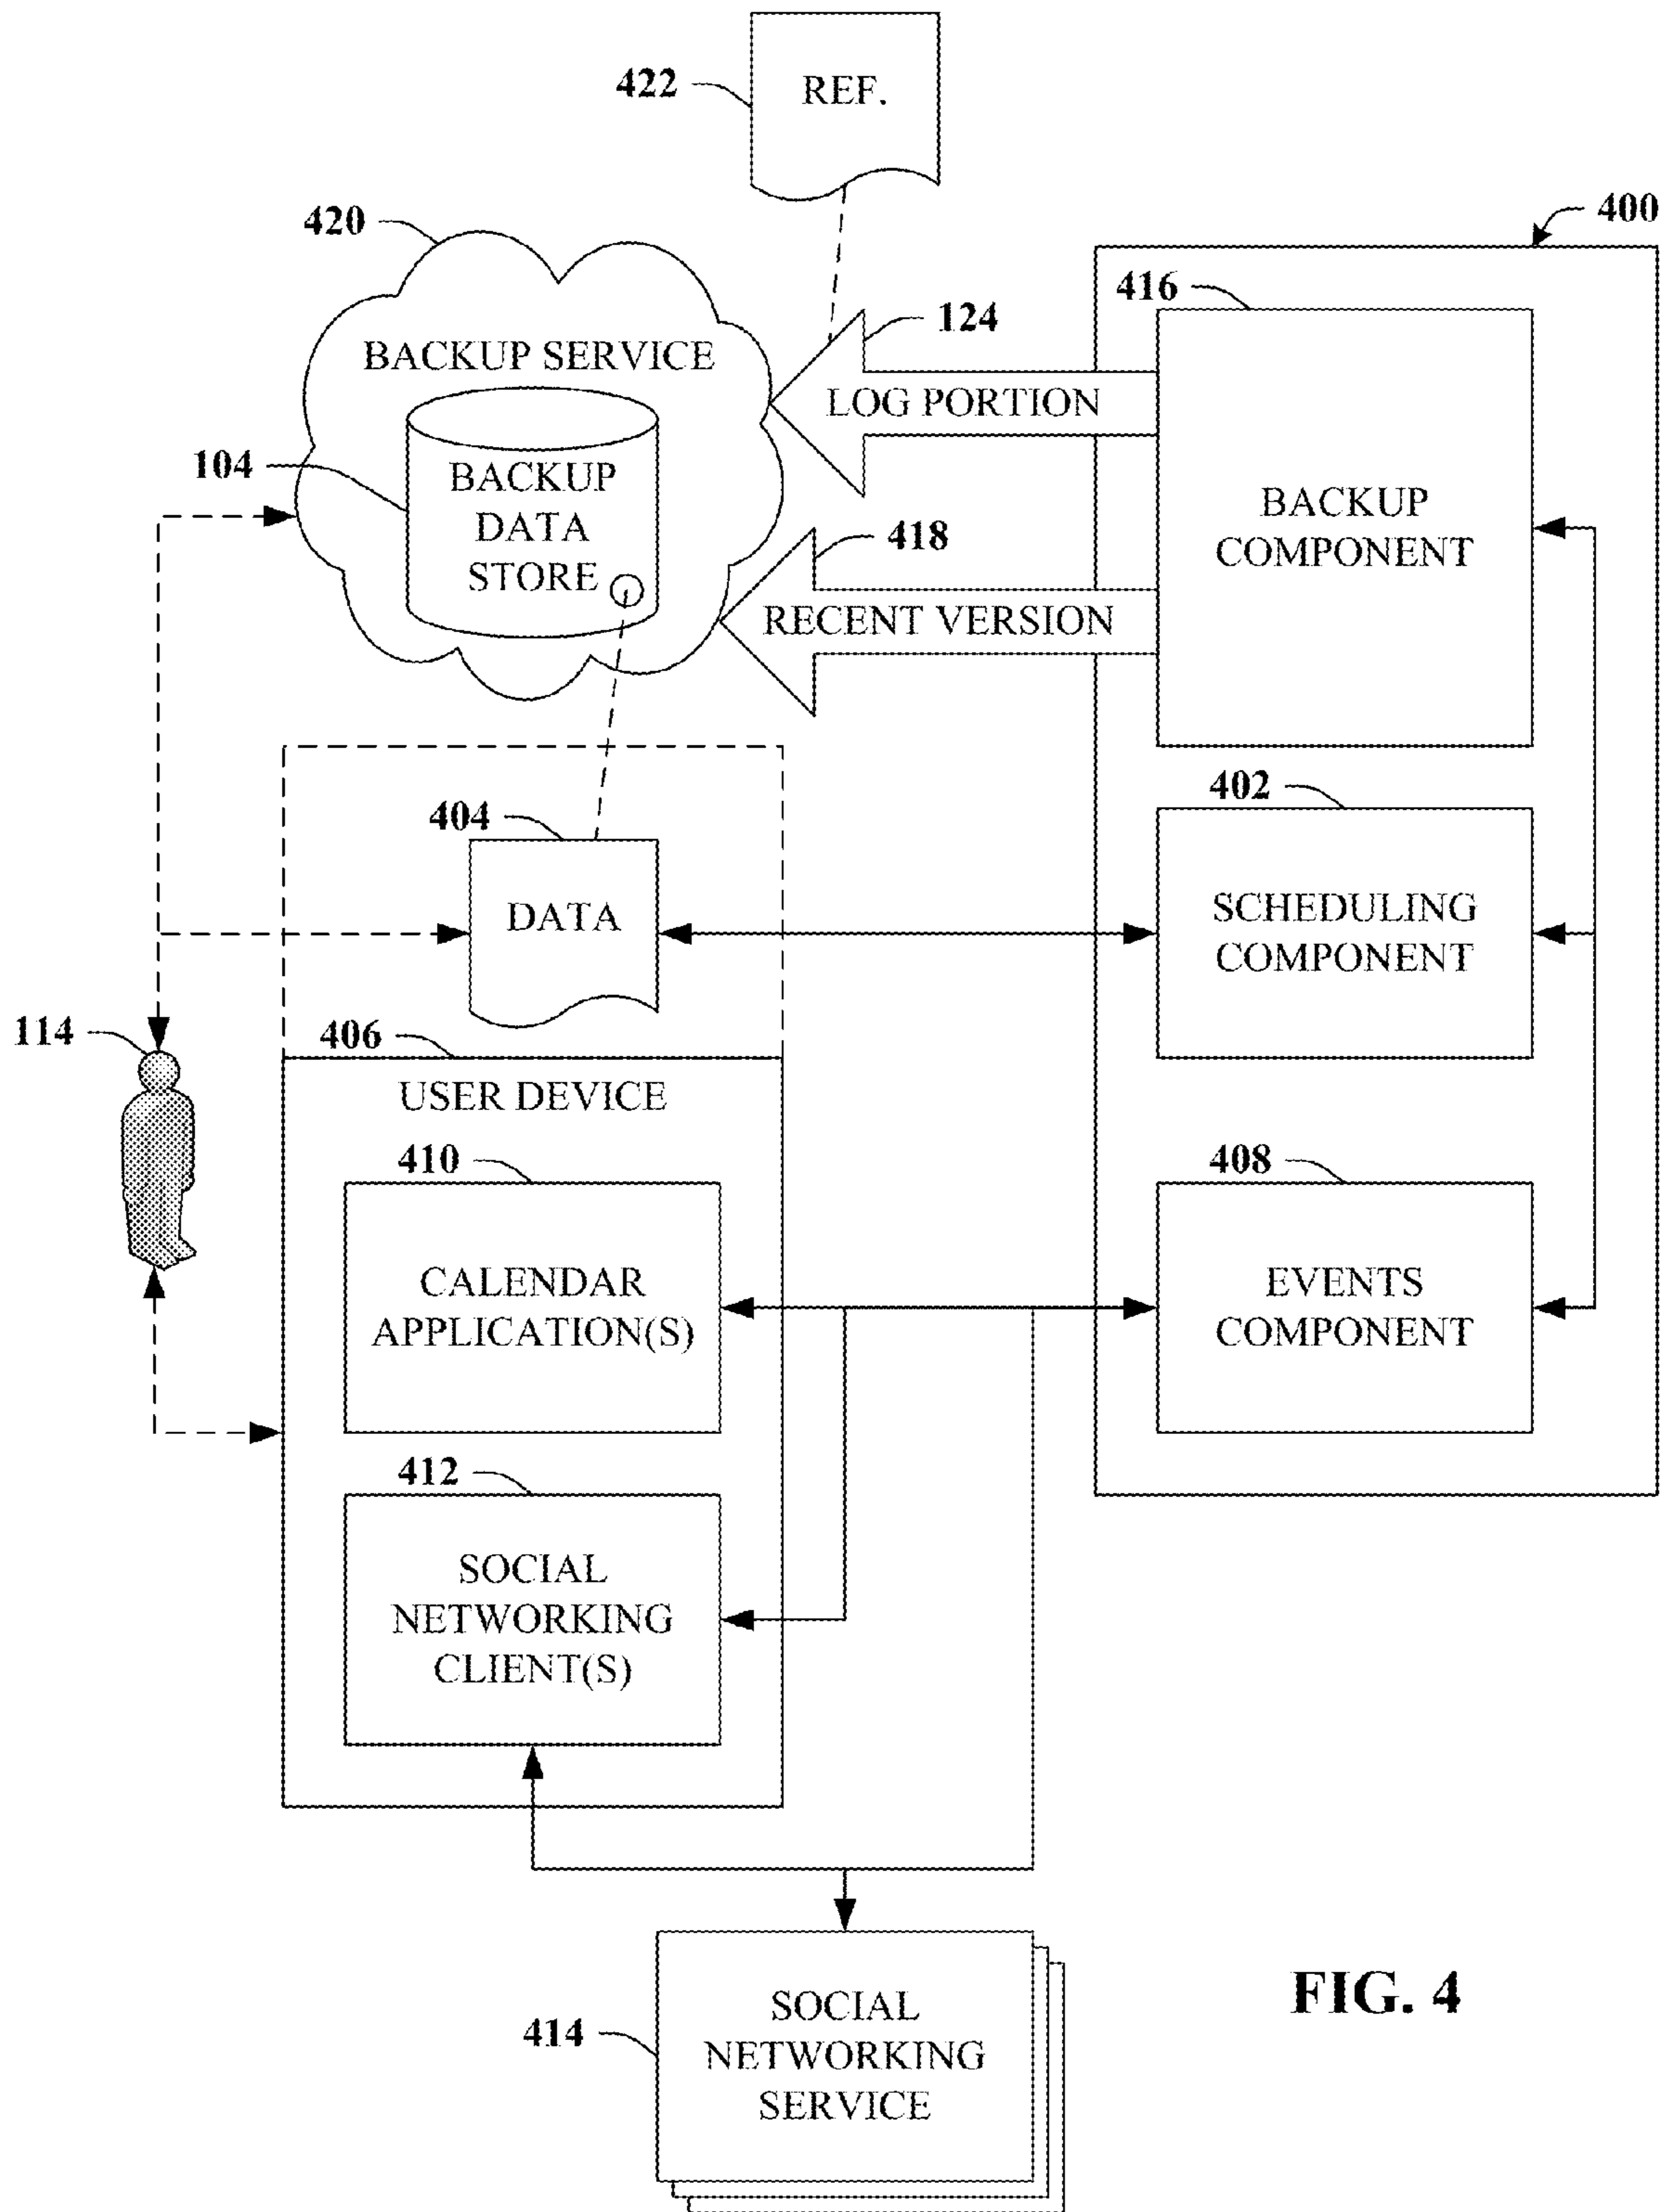 422
REF.
420
400
416
124
BACKUP SERVICE
LOG PORTION
104
BACKUP
DATA
STORE
BACKUP
COMPONENT
418
RECENT VERSION
402
404
DATA
SCHEDULING
COMPONENT
114
406
USER DEVICE
410
408
CALENDAR
APPLICATION(S)
EVENTS
COMPONENT
412
SOCIAL
NETWORKING
CLIENT(S)
414
SOCIAL
NETWORKING
SERVICE
FIG. 4